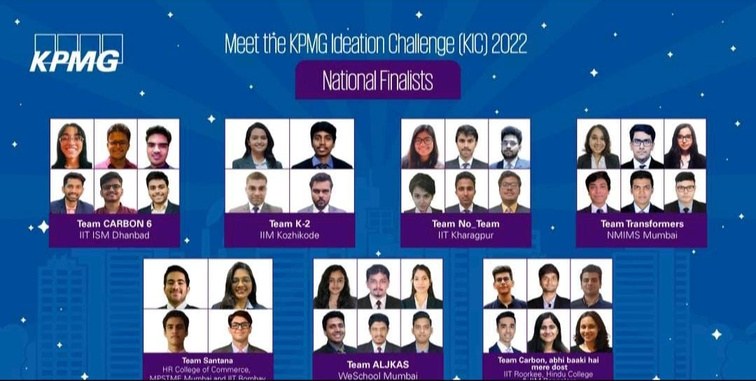 KPMG
Meet the KPMG Ideation Challenge (KIC) 2022
National Finalists
Team CARBON 6
IIT ISM Dhanbad
Team K-2
IIM Kozhikode
Team No_Team
IIT Kharagpur
Team Transformers
NMIMS Mumbai
Team Santana
HR College of Commerce,
MPSTME Mumbai and IIT Bombay
Team ALJKAS
WeSchool Mumbai
Team Carbon, abhi baaki hai
mere dost
IIT Roorkee, Hindu College